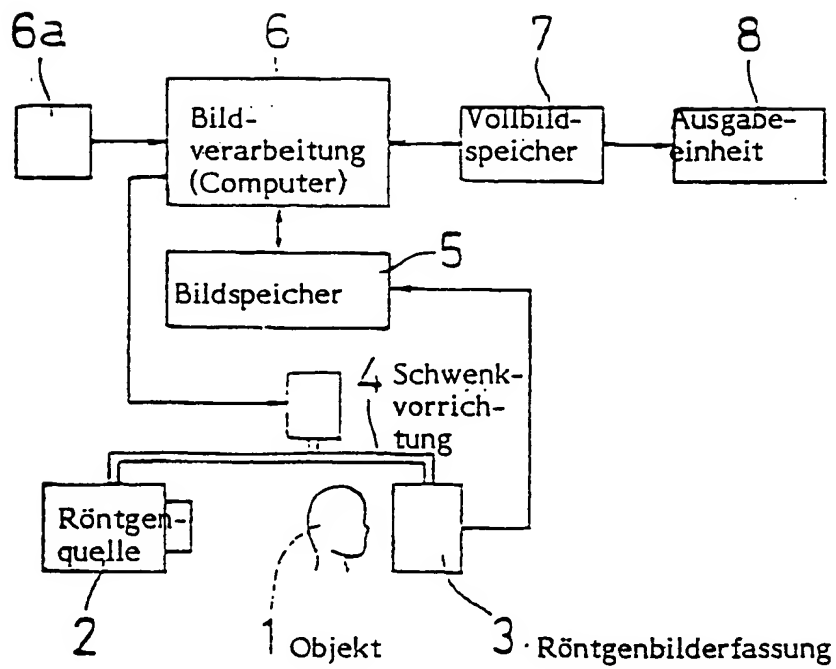 6a
6
7
8
Bild-
verarbeitung
(Computer)
Vollbild-
speicher
Ausgabe-
einheit
5
Bildspeicher
4 Schwenk-
vorrich-
tung
Röntgen-
quelle
2
1 Objekt
3 Röntgenbilderfassung